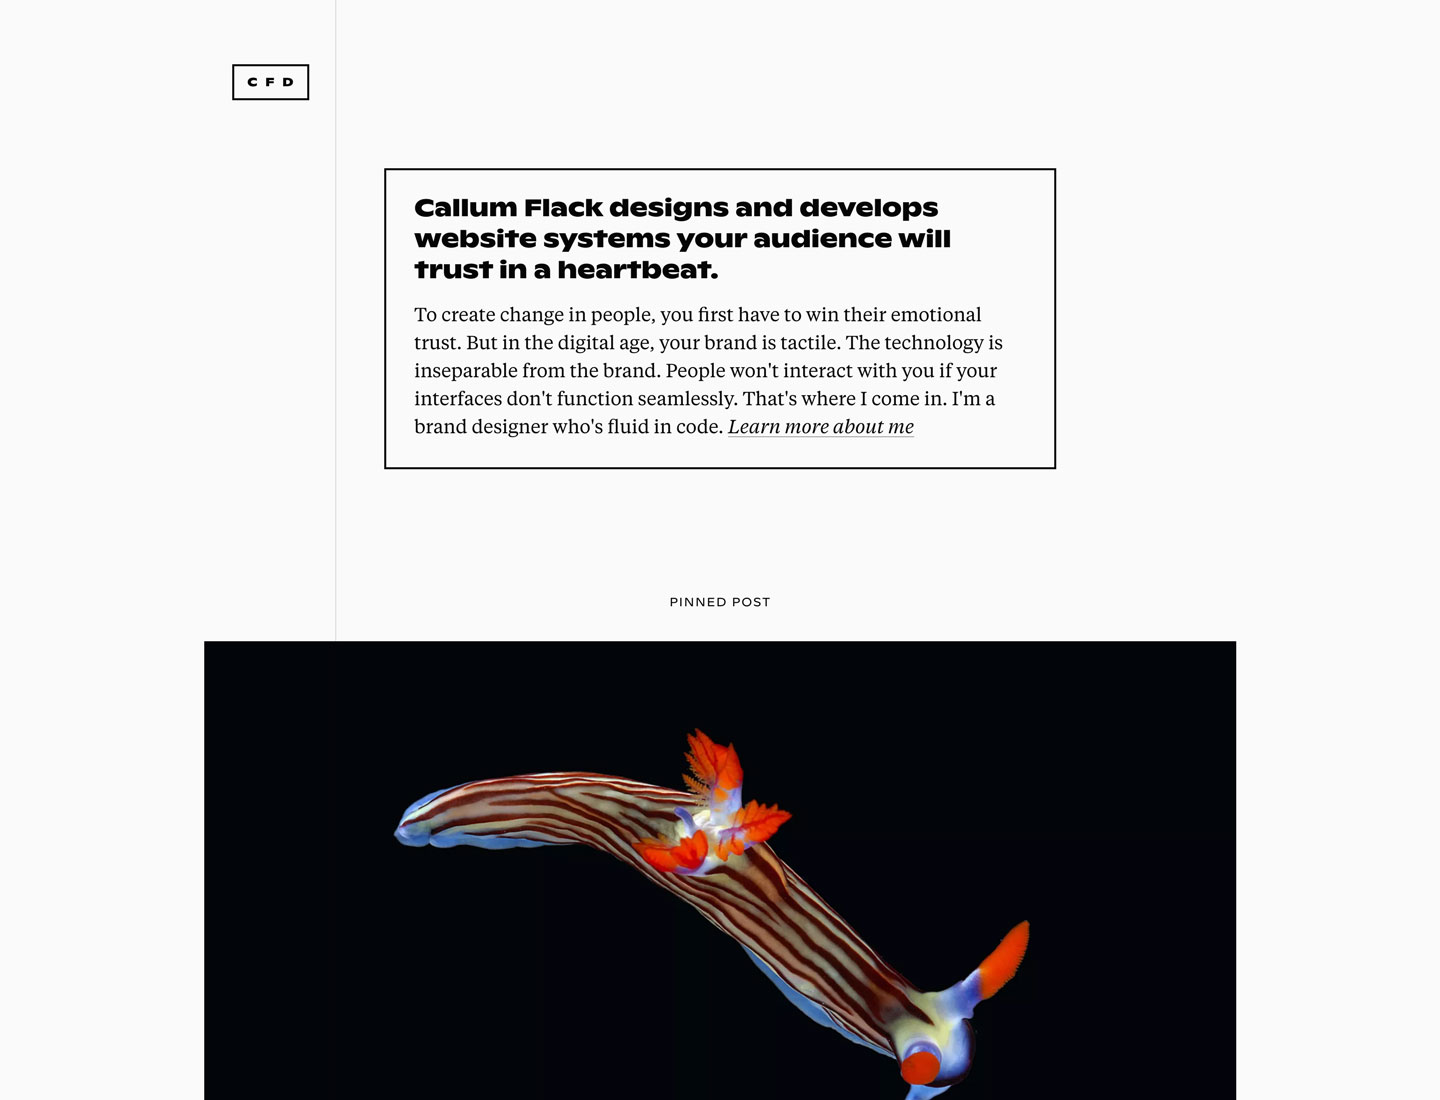 C F D
Callum Flack designs and develops
website systems your audience will
trust in a heartbeat.
To create change in people, you first have to win their emotional
trust. But in the digital age, your brand is tactile. The technology is
inseparable from the brand. People won't interact with you if your
interfaces don't function seamlessly. That's where I come in. I'm a
brand designer who's fluid in code. Learn more about me
PINNED POST